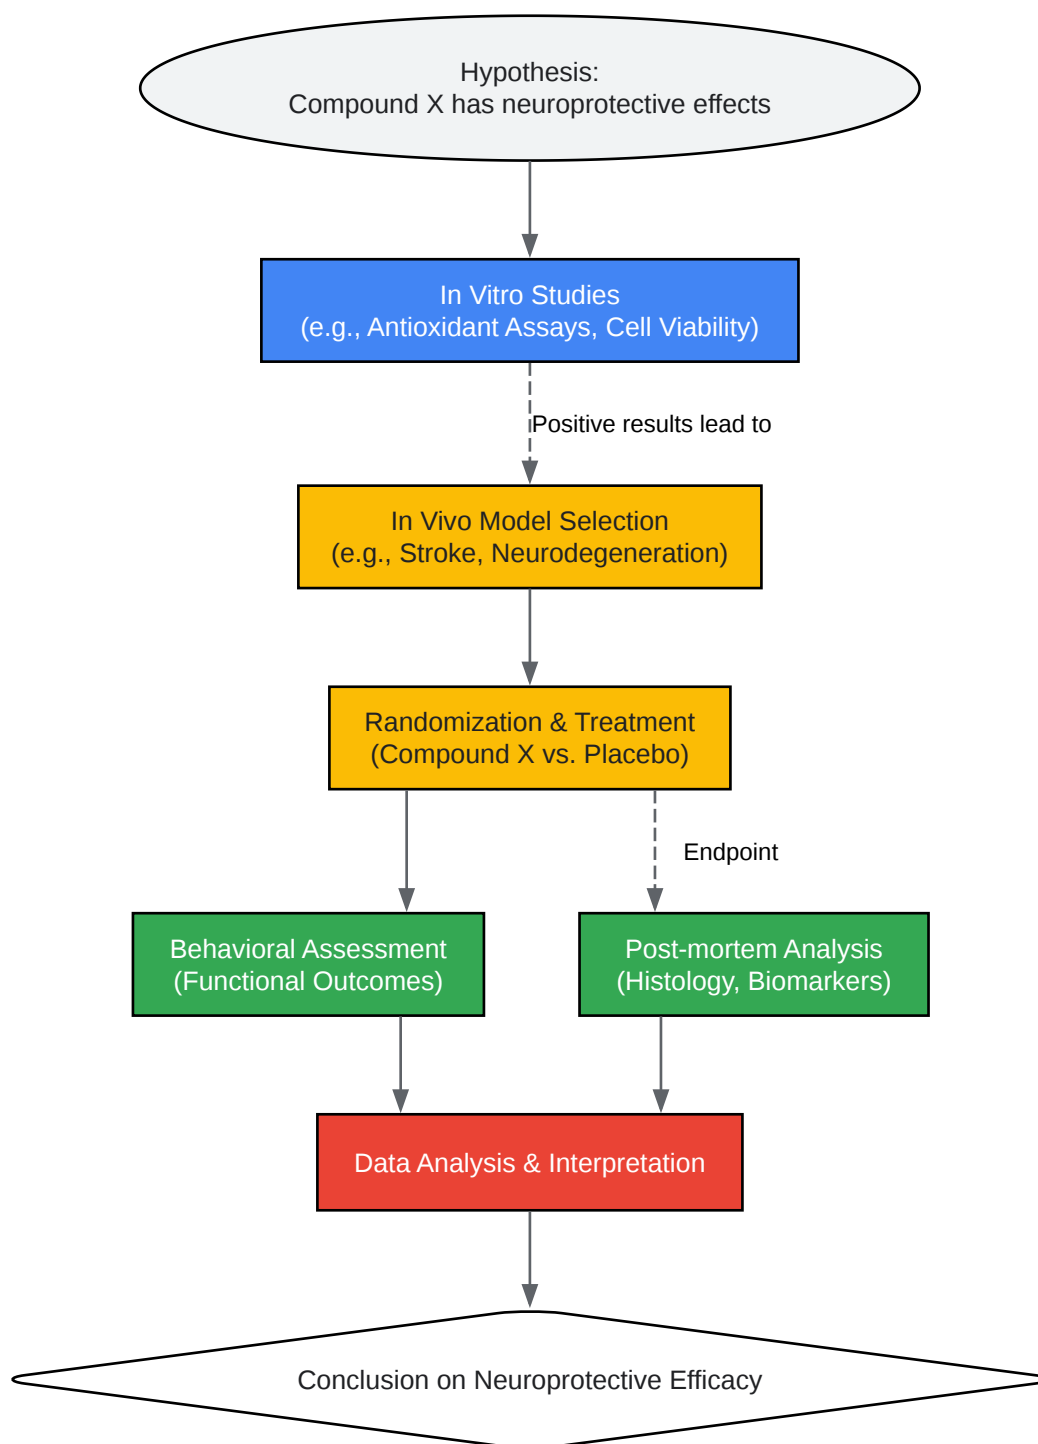 Hypothesis:
Compound X has neuroprotective effects
In Vitro Studies
(e.g., Antioxidant Assays, Cell Viability)
Positive results lead to
In Vivo Model Selection
(e.g., Stroke, Neurodegeneration)
Randomization & Treatment
(Compound X vs. Placebo)
Endpoint
Behavioral Assessment
(Functional Outcomes)
Post-mortem Analysis
(Histology, Biomarkers)
Data Analysis & Interpretation
Conclusion on Neuroprotective Efficacy